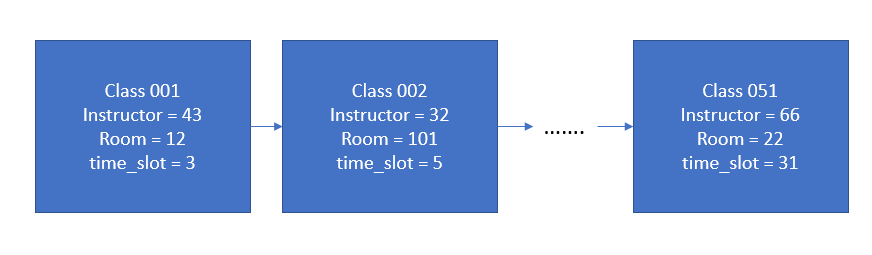 Class 001
Instructor = 43
Room = 12
time_slot = 3
Class 002
Instructor = 32
Room = 101
time_slot = 5
.......
Class 051
Instructor = 66
Room = 22
time_slot = 31